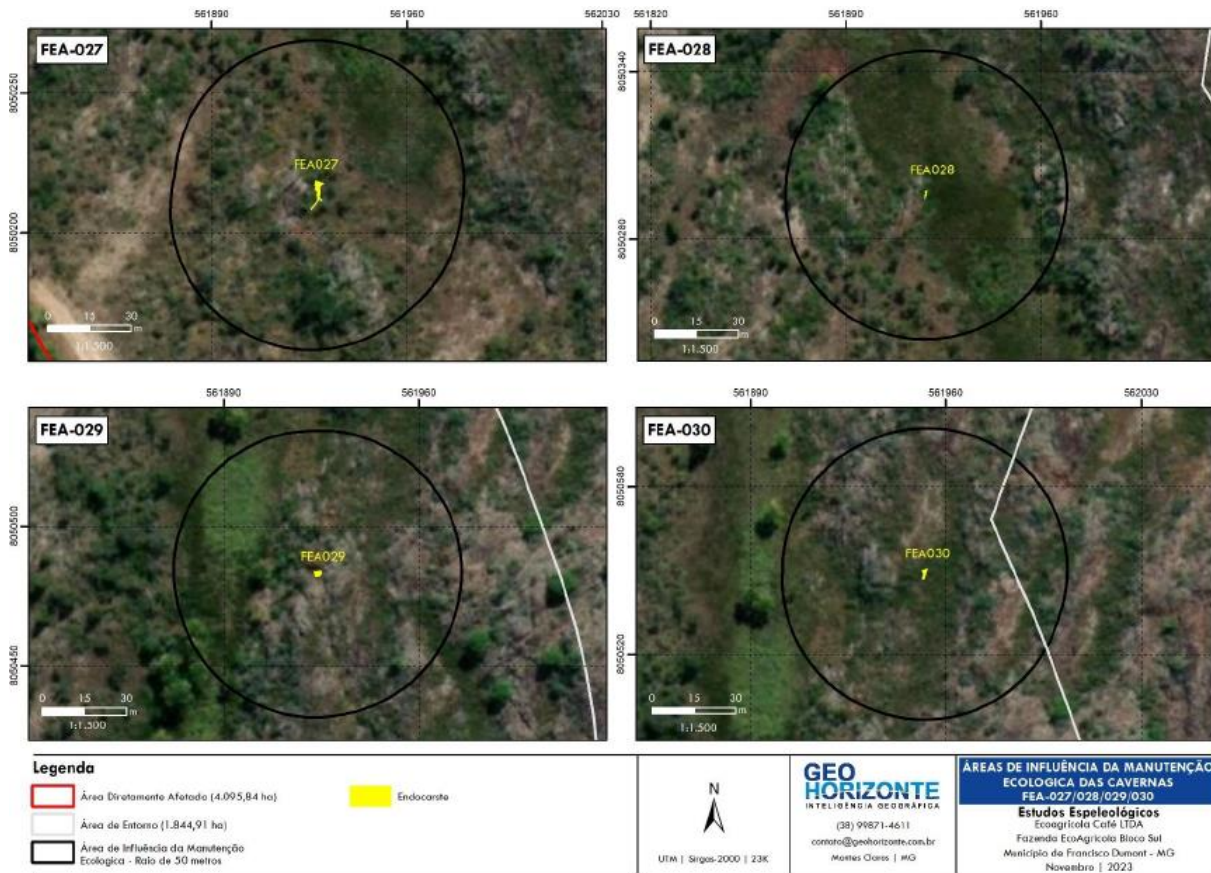 561890 561960 562030
FEA-027
8050250
8050200
FEA027
0 15 30
m
1:1.500
561820 561890 561960
FEA-028
8050340
8050280
FEA028
0 15 30
m
1:1.500
561890 561960
FEA-029
8050500
8050450
FEA029
0 15 30
m
1:1.500
561890 561960 562030
FEA-030
8050580
8050520
FEA030
0 15 30
m
1:1.500
Legenda
Área Diretamente Afetada (4.095,84 ha)
Endocarste
Área de Entorno (1.844,91 ha)
Área de Influência da Manutenção
Ecologica - Raio de 50 metros
N
UTM | Sirgas-2000 | 23K
GEO
HORIZONTE
INTELIGÊNCIA GEOGRÁFICA
(38) 99871-4611
contato@geohorizonte.com.br
Montes Claros | MG
ÁREAS DE INFLUÊNCIA DA MANUTENÇÃO
ECOLOGICA DAS CAVERNAS
FEA-027/028/029/030
Estudos Espeleológicos
Ecoagrícola Café LTDA
Fazenda EcoAgrícola Bloco Sul
Município de Francisco Dumont - MG
Novembro | 2023